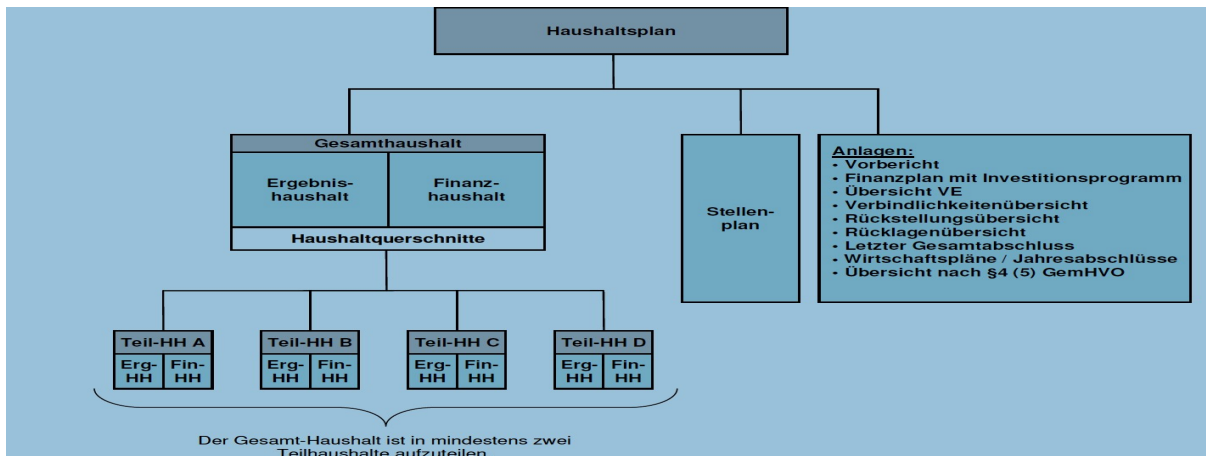 Haushaltsplan
Gesamthaushalt
Ergebnis-
haushalt
Finanz-
haushalt
Haushaltquerschnitte
Stellen-
plan
Anlagen:
• Vorbericht
• Finanzplan mit Investitionsprogramm
• Übersicht VE
• Verbindlichkeitenübersicht
• Rückstellungsübersicht
• Rücklagenübersicht
• Letzter Gesamtabschluss
• Wirtschaftspläne / Jahresabschlüsse
• Übersicht nach §4 (5) GemHVO
Teil-HH A
Erg-
HH
Fin-
HH
Teil-HH B
Erg-
HH
Fin-
HH
Teil-HH C
Erg-
HH
Fin-
HH
Teil-HH D
Erg-
HH
Fin-
HH
Der Gesamt-Haushalt ist in mindestens zwei
Teilhaushalte aufzuteilen